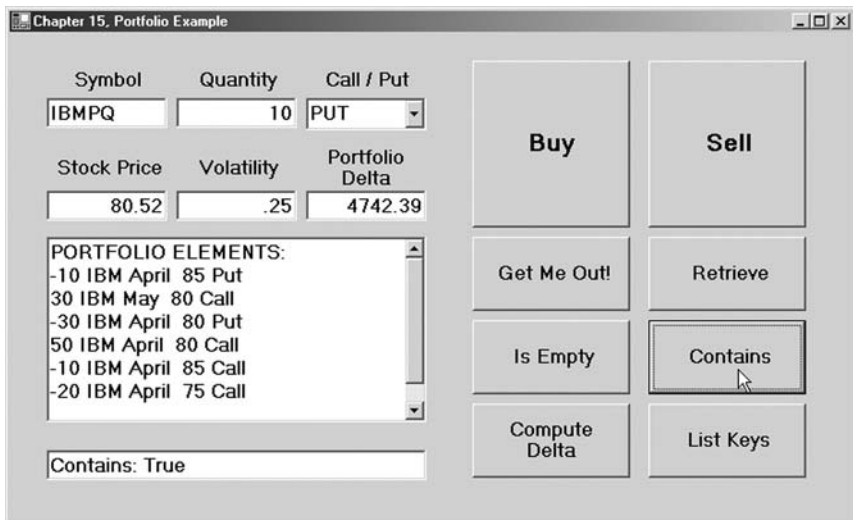 Chapter 15, Portfolio Example
Symbol Quantity Call / Put
IBMPQ 10 PUT
Stock Price Volatility Portfolio Delta
80.52 .25 4742.39
PORTFOLIO ELEMENTS:
-10 IBM April 85 Put
30 IBM May 80 Call
-30 IBM April 80 Put
50 IBM April 80 Call
-10 IBM April 85 Call
-20 IBM April 75 Call
Contains: True
Buy Sell
Get Me Out! Retrieve
Is Empty Contains
Compute Delta List Keys